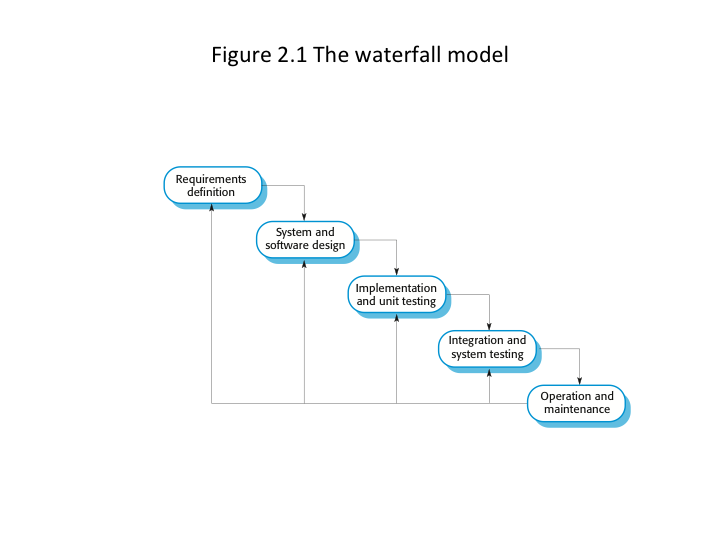 Figure 2.1 The waterfall model
Requirements
definition
System and
software design
Implementation
and unit testing
Integration and
system testing
Operation and
maintenance